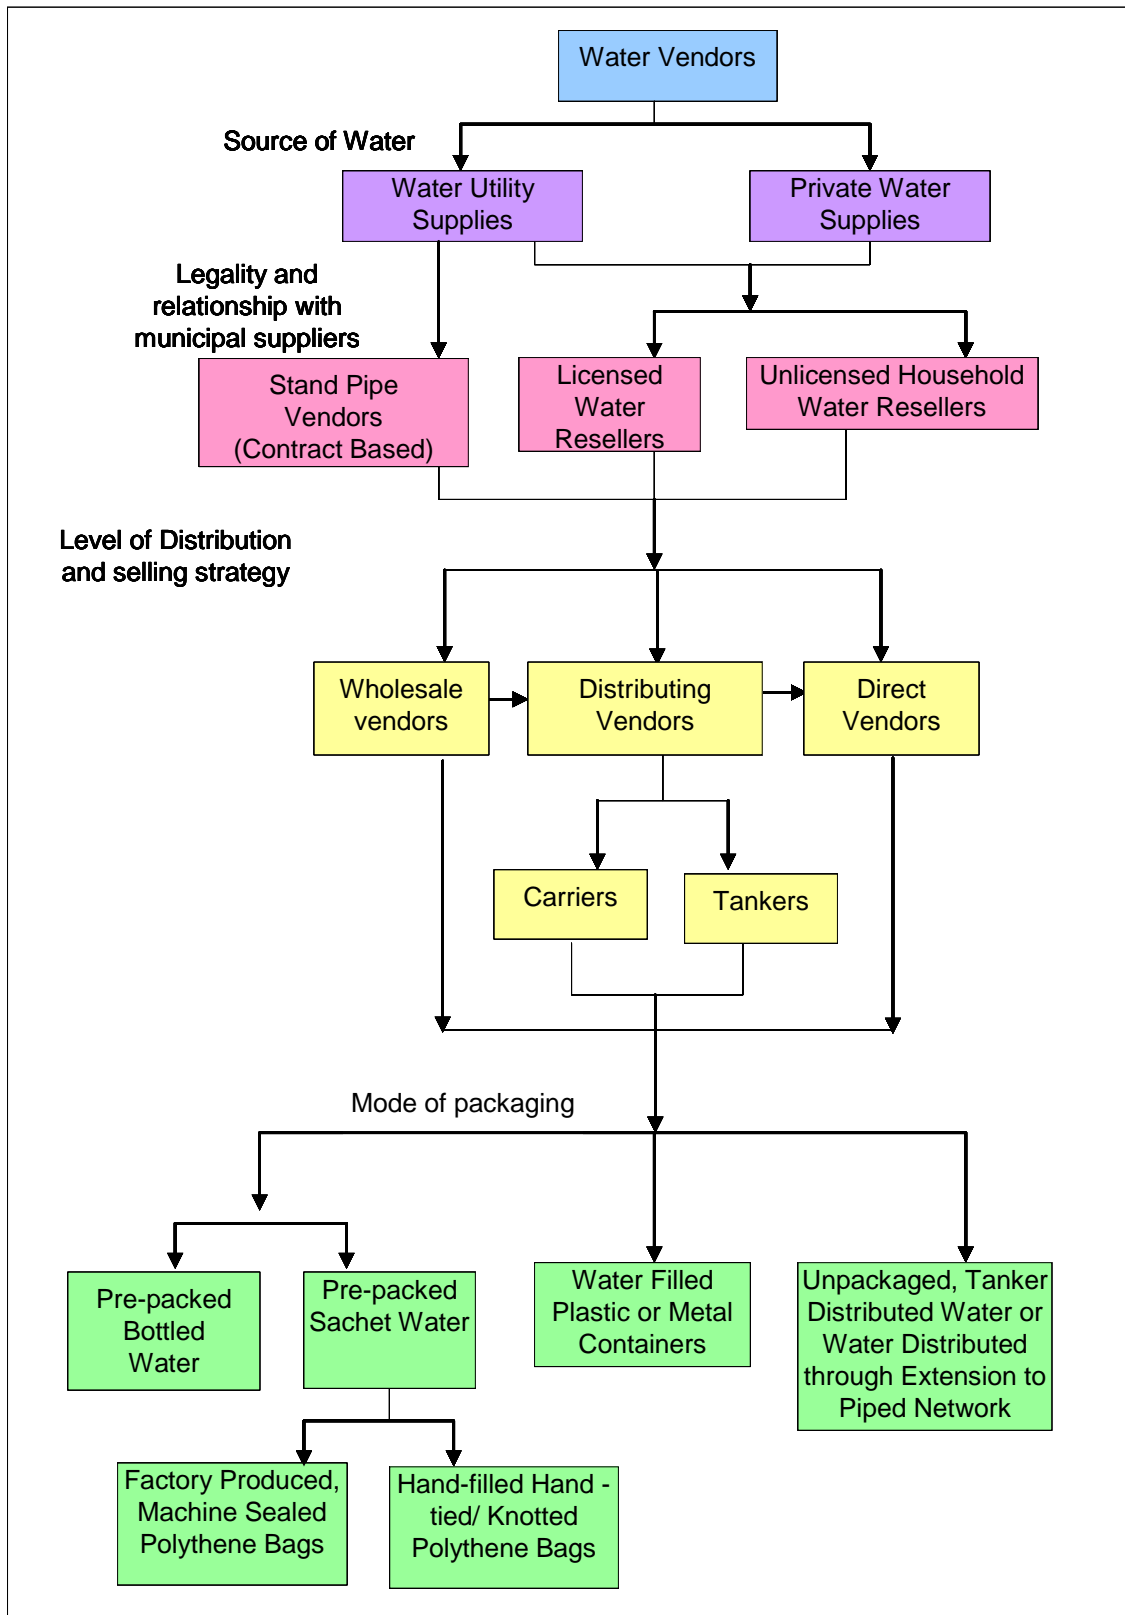 Water Vendors
Source of Water
Water Utility
Supplies
Private Water
Supplies
Legality and
relationship with
municipal suppliers
Stand Pipe
Vendors
(Contract Based)
Licensed
Water
Resellers
Unlicensed Household
Water Resellers
Level of Distribution
and selling strategy
Wholesale
vendors
Distributing
Vendors
Direct
Vendors
Carriers
Tankers
Mode of packaging
Pre-packed
Bottled
Water
Pre-packed
Sachet Water
Water Filled
Plastic or Metal
Containers
Unpackaged, Tanker
Distributed Water or
Water Distributed
through Extension to
Piped Network
Factory Produced,
Machine Sealed
Polythene Bags
Hand-filled Hand -
tied/ Knotted
Polythene Bags